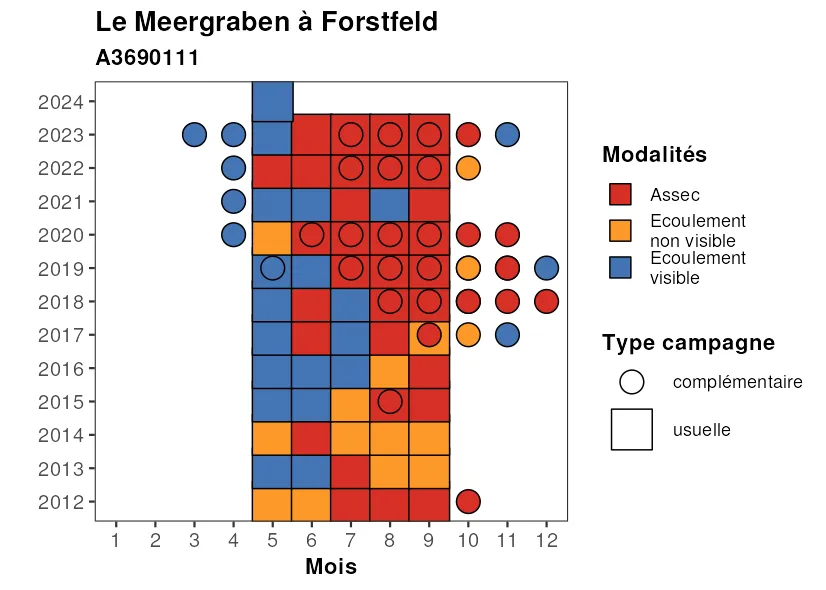 Le Meergraben à Forstfeld
A3690111
2024
2023
2022
2021
2020
2019
2018
2017
2016
2015
2014
2013
2012
1 2 3 4 5 6 7 8 9 10 11 12
Mois
Modalités
Assec
Ecoulement
non visible
Ecoulement
visible
Type campagne
complémentaire
usuelle